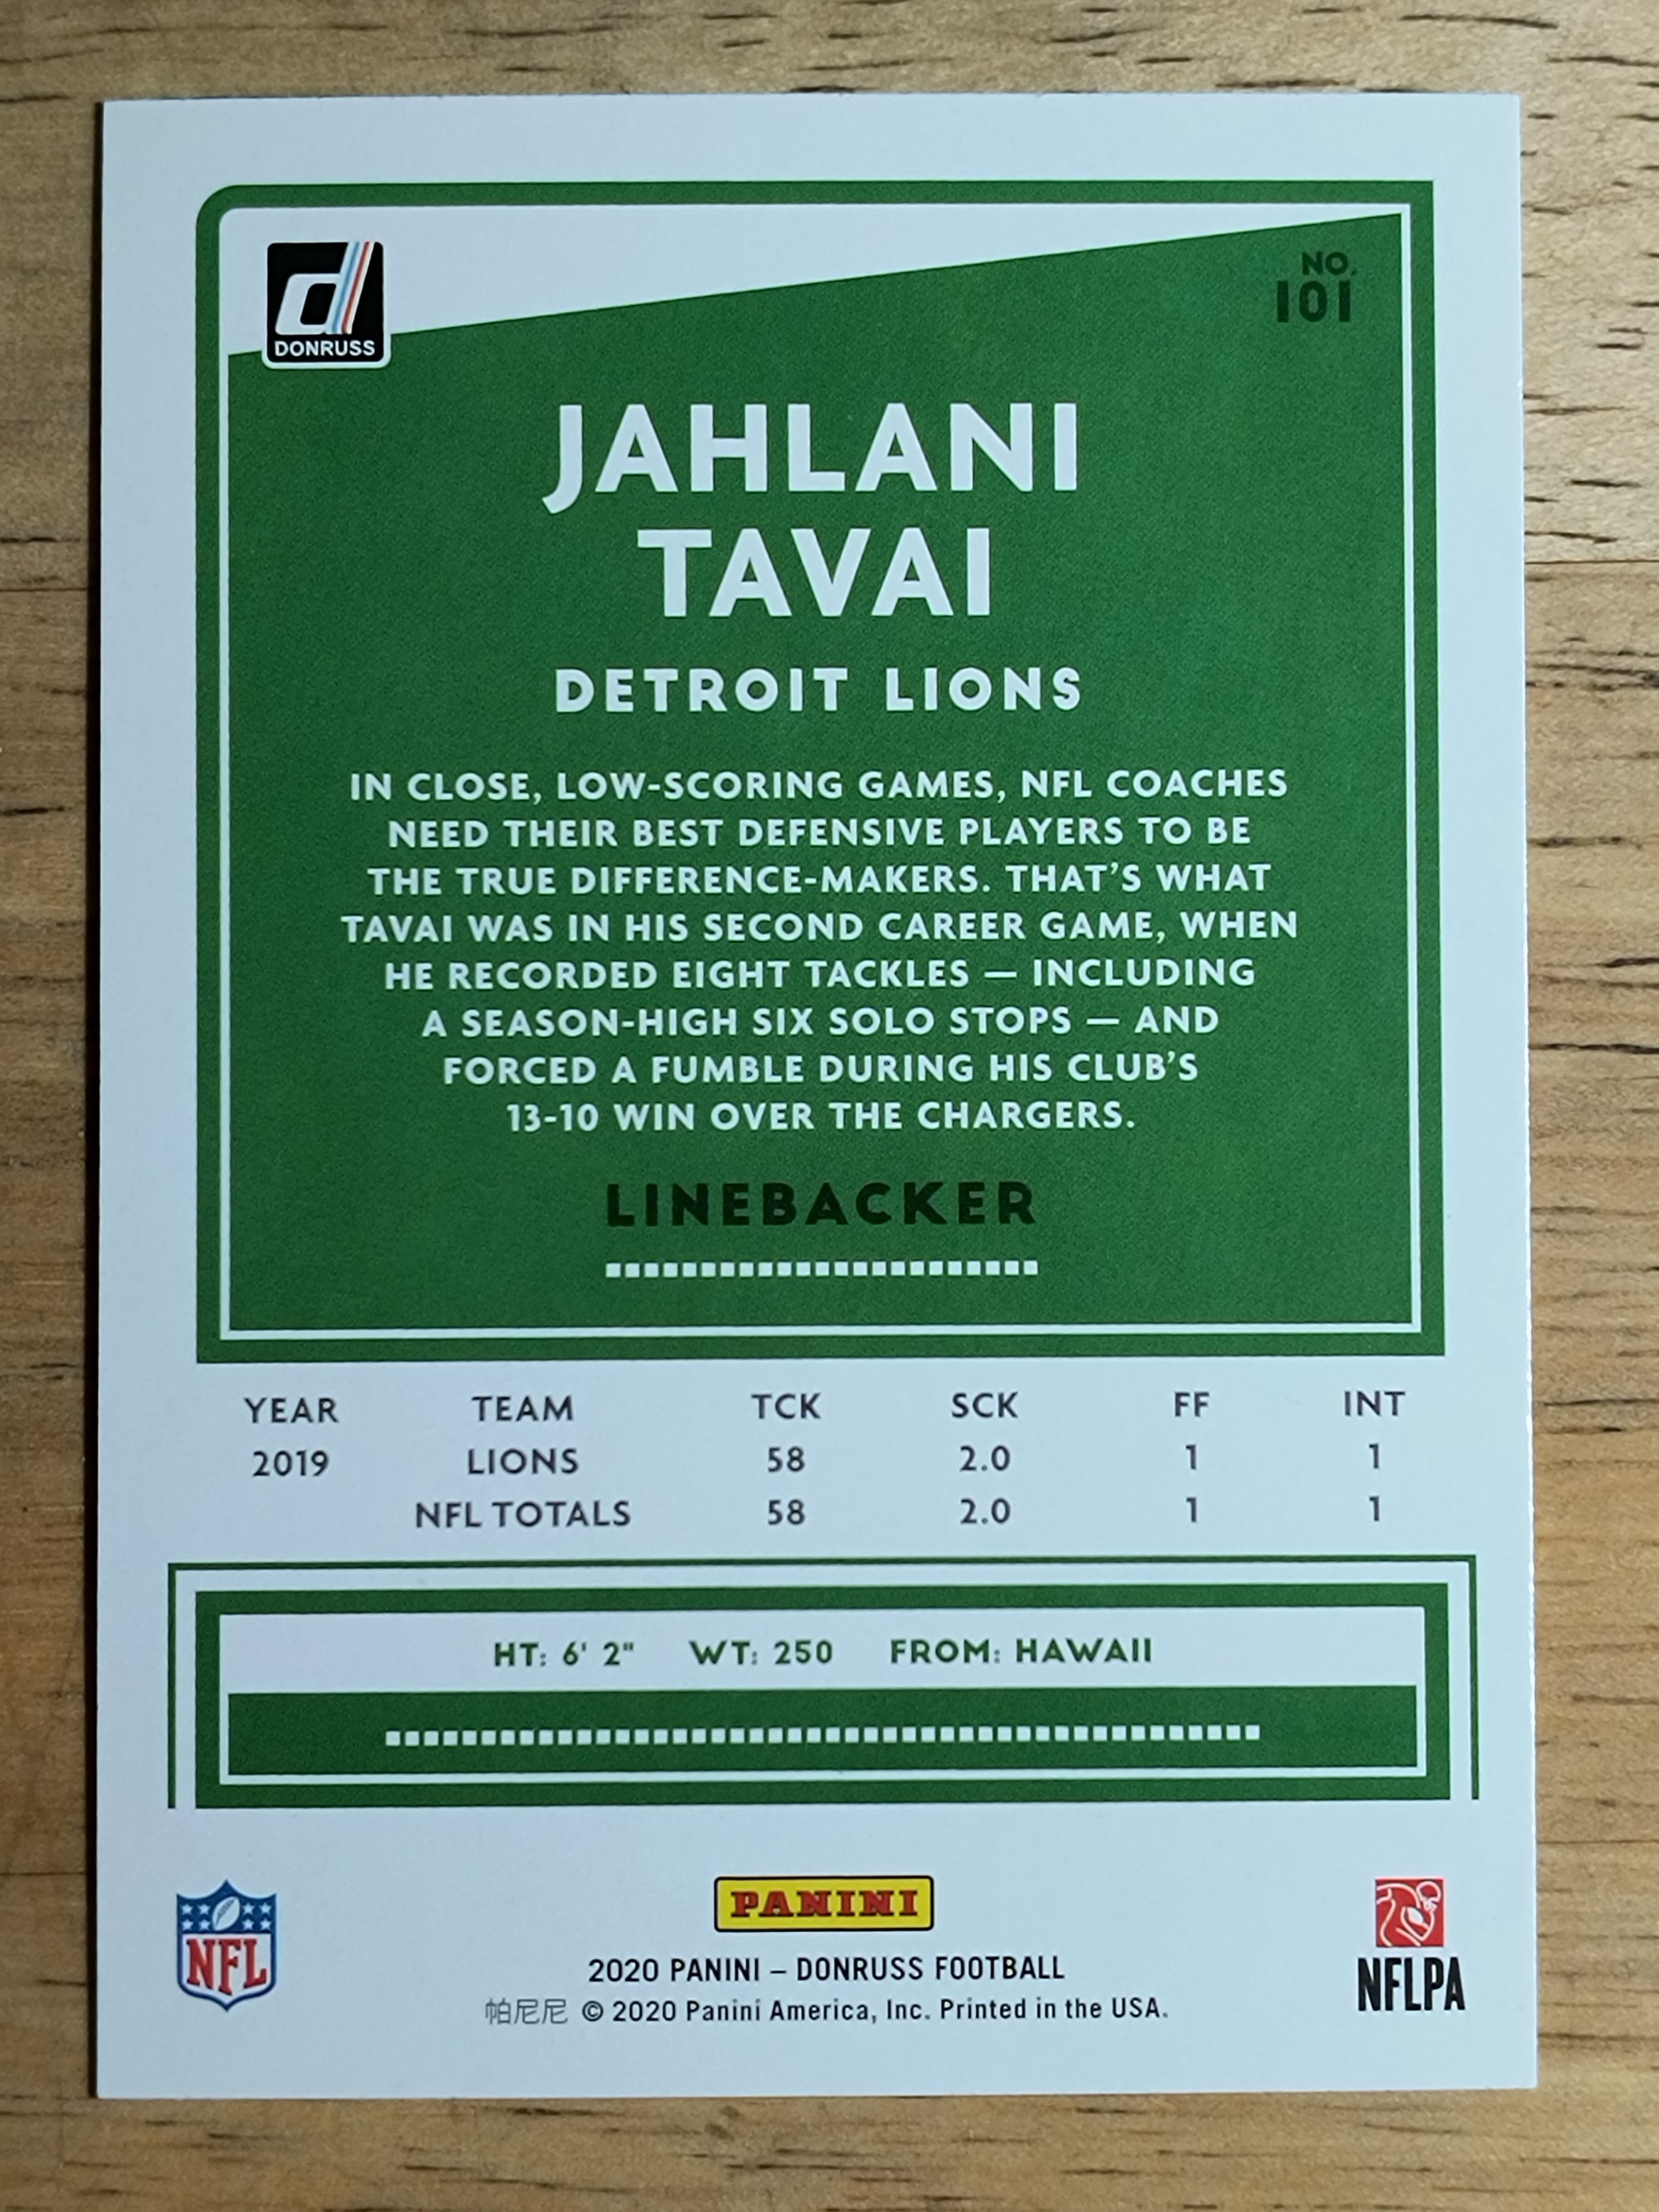 DONRUSS
NO.
101
JAHLANI
TAVAI
DETROIT LIONS
IN CLOSE, LOW-SCORING GAMES, NFL COACHES
NEED THEIR BEST DEFENSIVE PLAYERS TO BE
THE TRUE DIFFERENCE-MAKERS. THAT'S WHAT
TAVAI WAS IN HIS SECOND CAREER GAME, WHEN
HE RECORDED EIGHT TACKLES — INCLUDING
A SEASON-HIGH SIX SOLO STOPS — AND
FORCED A FUMBLE DURING HIS CLUB'S
13-10 WIN OVER THE CHARGERS.
LINEBACKER
YEAR TEAM TCK SCK FF INT
2019 LIONS 58 2.0 1 1
NFL TOTALS 58 2.0 1 1
HT: 6' 2" WT: 250 FROM: HAWAII
NFL
PANINI
2020 PANINI – DONRUSS FOOTBALL
帕尼尼 © 2020 Panini America, Inc. Printed in the USA.
NFLPA